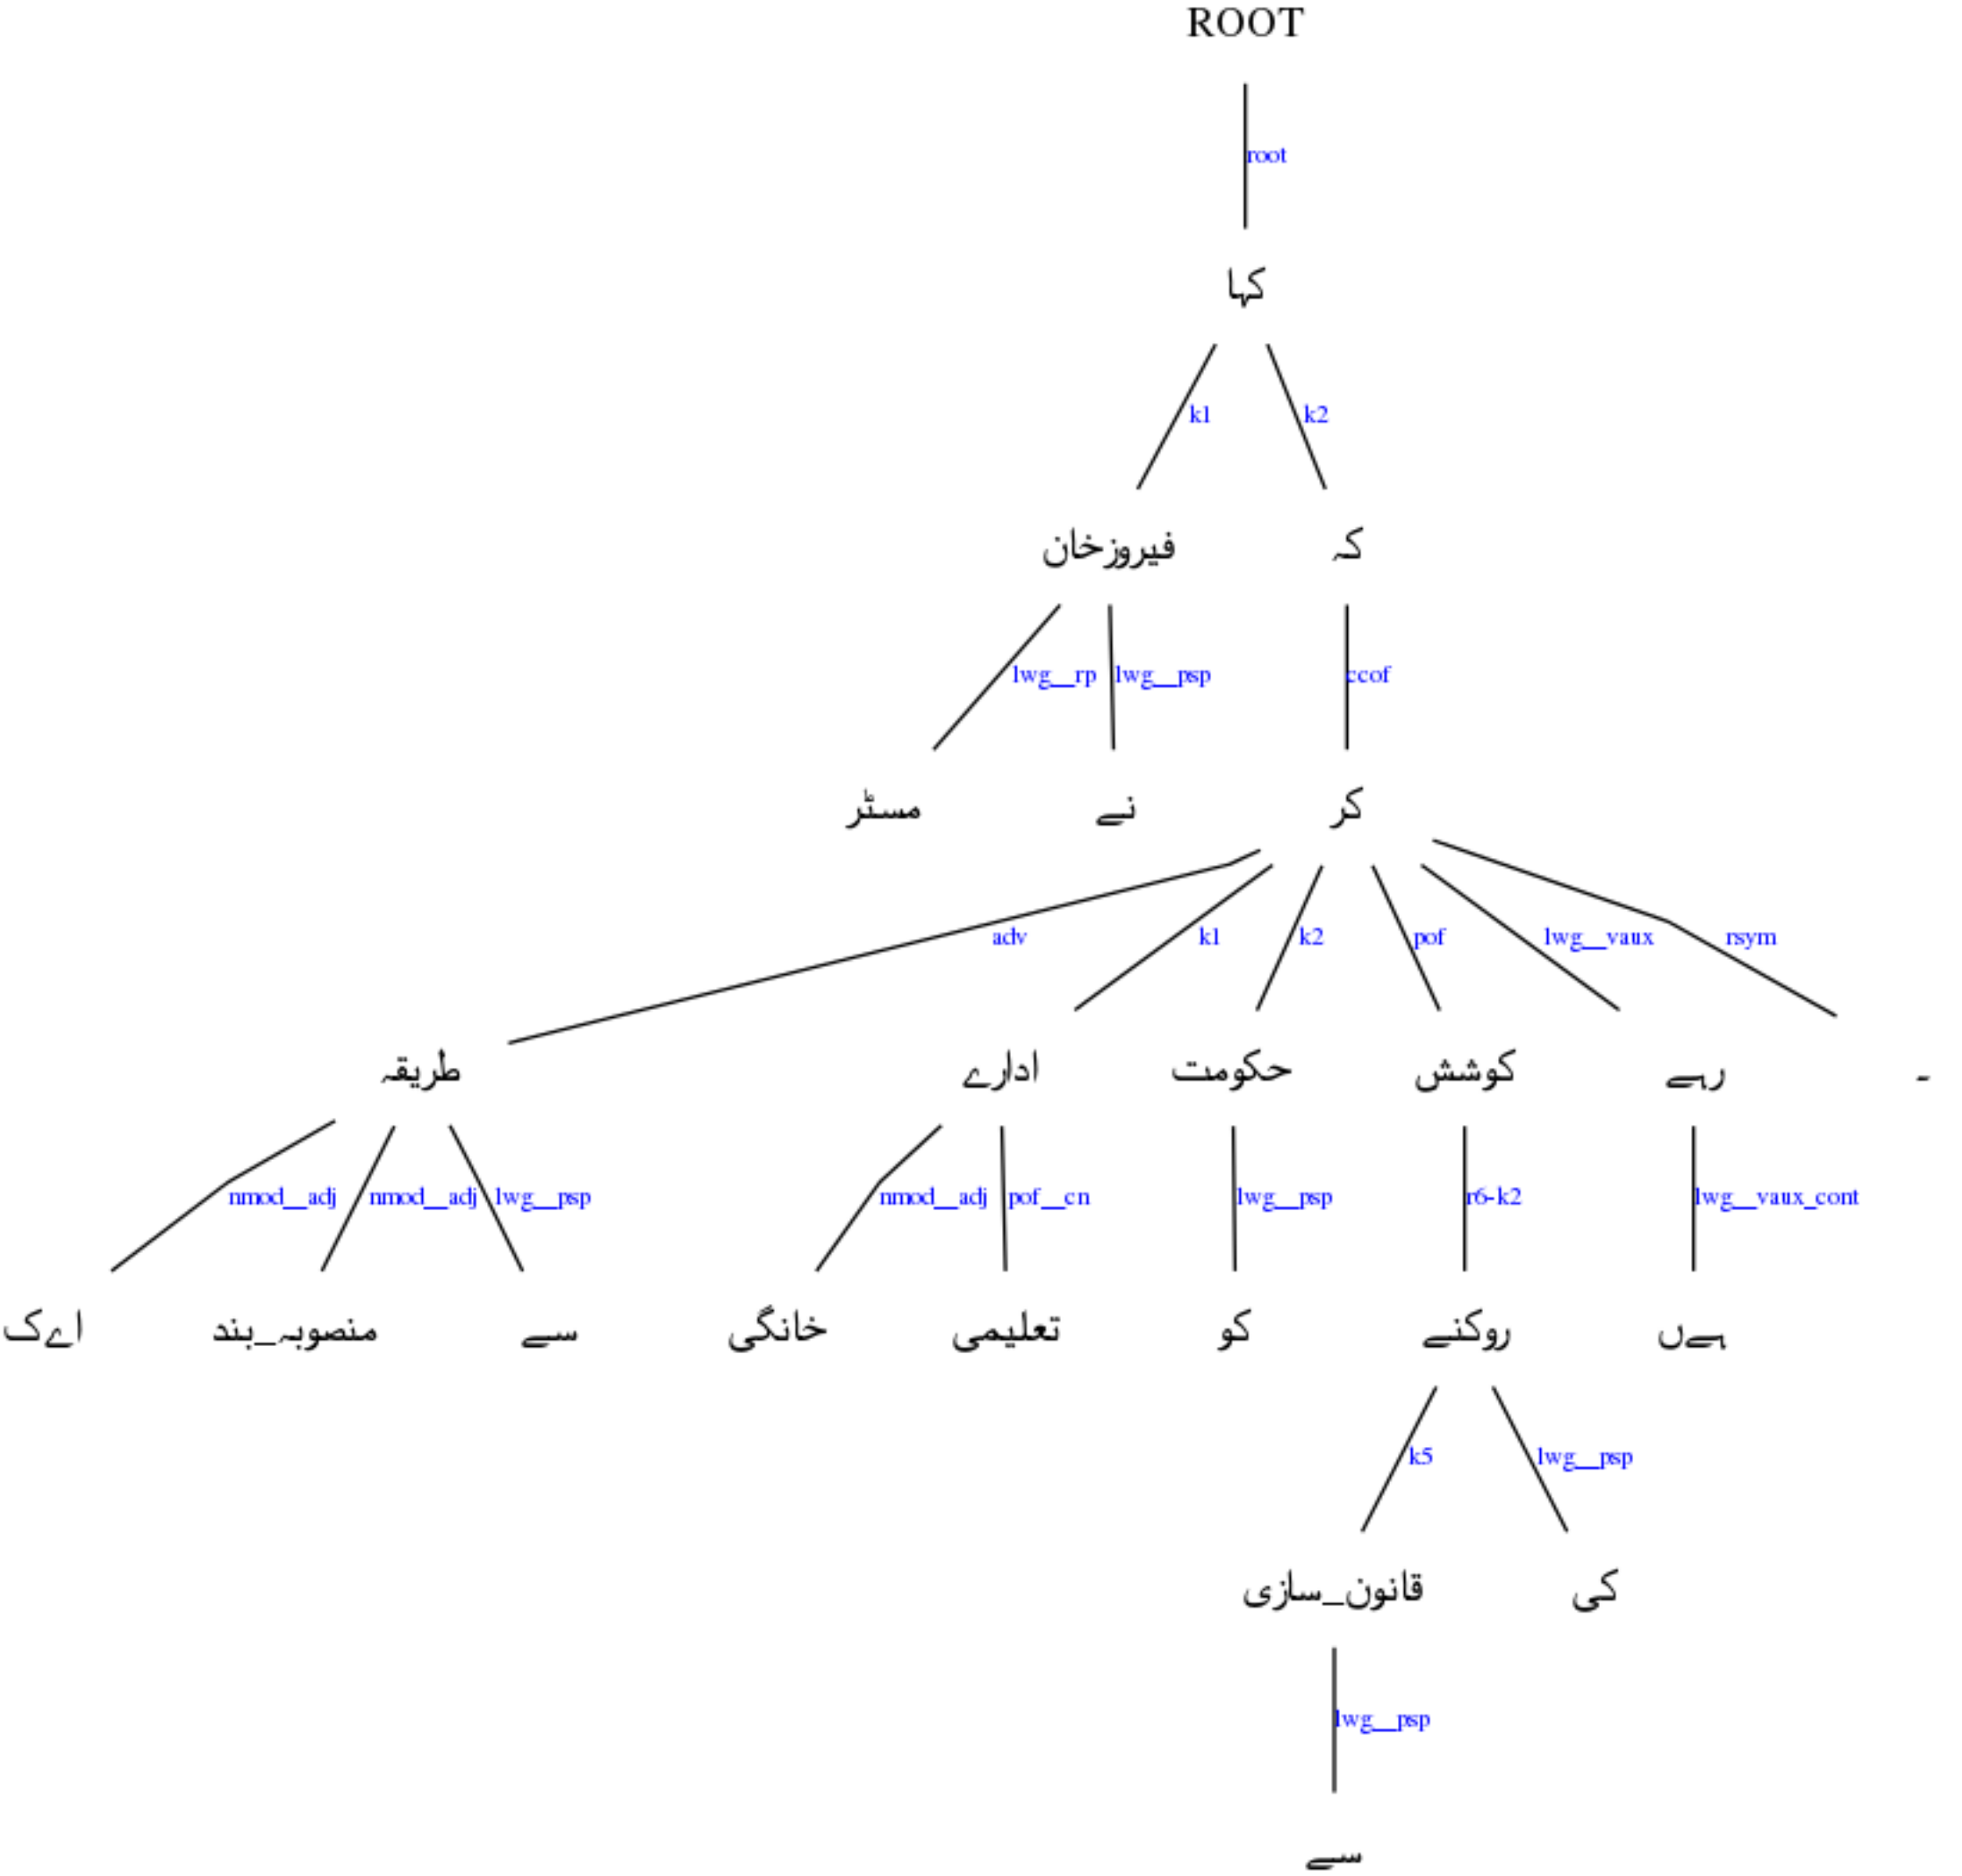 ROOT
root
کہا
k1 k2
فیروزخان کہ
lwg__rp lwg__psp ccof
مسٹر نے کر
adv k1 k2 pof lwg__vaux rsym
طریقہ ادارے حکومت کوشش رہے ۔
nmod__adj nmod__adj lwg__psp nmod__adj pof__cn lwg__psp r6-k2 lwg__vaux_cont
اےک منصوبہ_بند سے خانگی تعلیمی کو روکنے ہےں
k5 lwg__psp
قانون_سازی کی
lwg__psp
سے